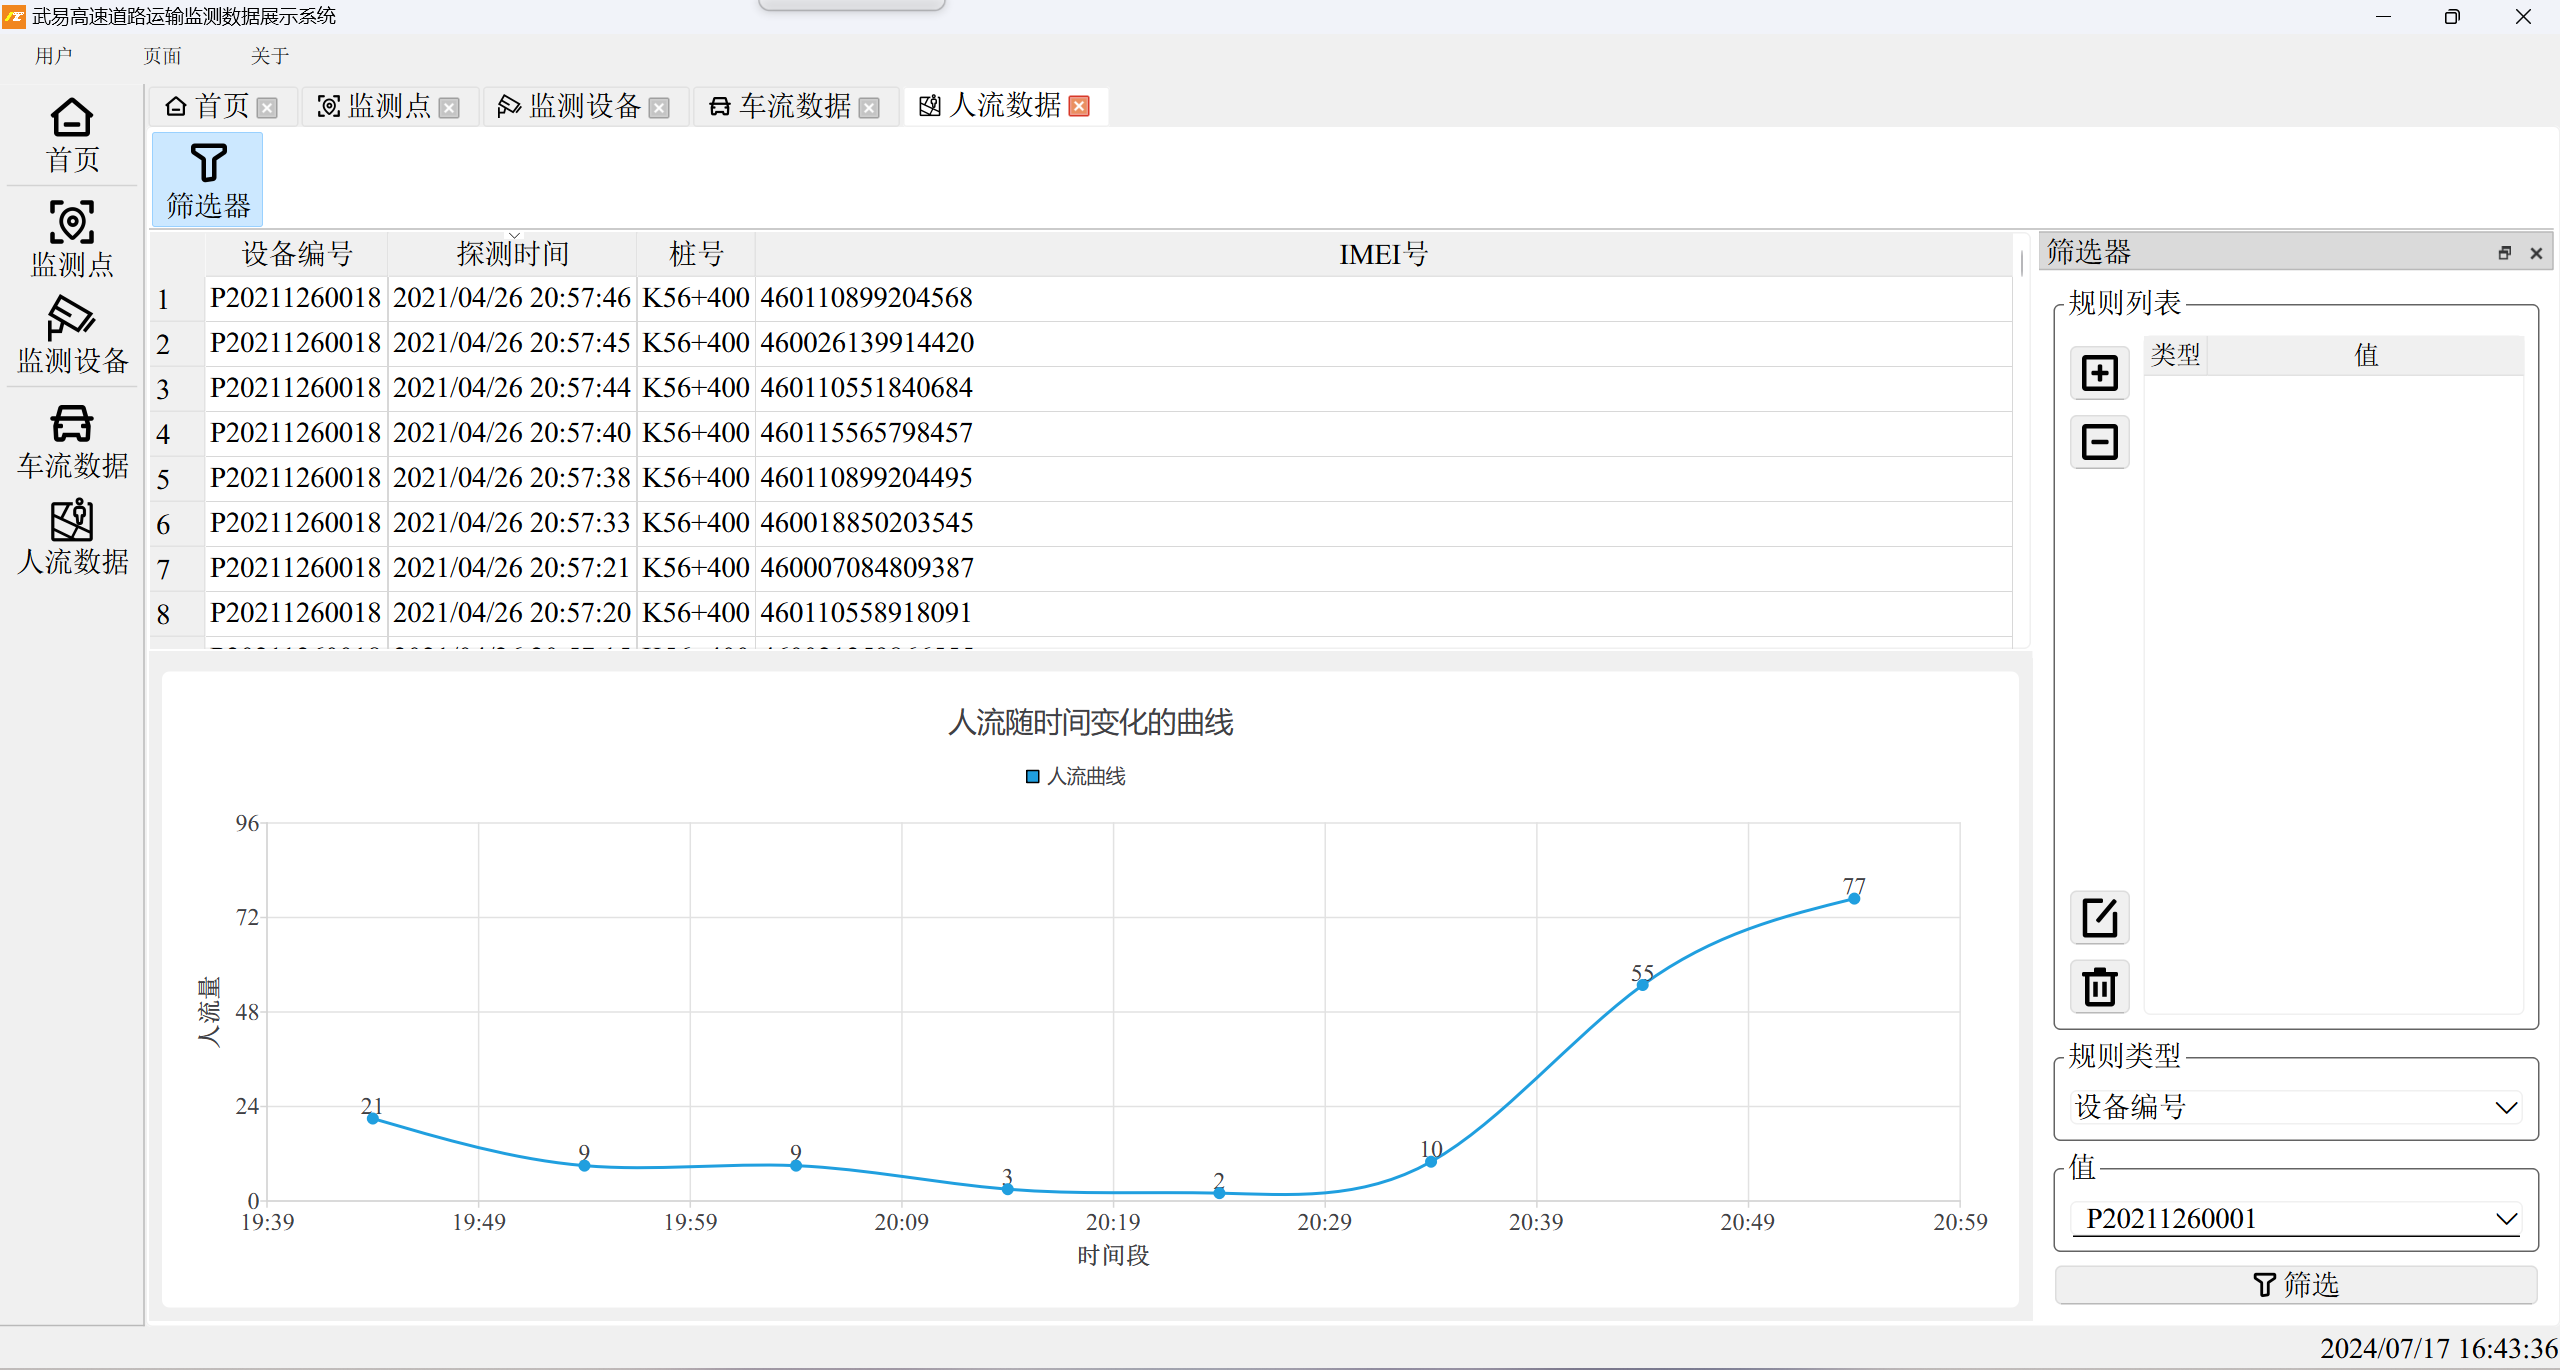 武易高速道路运输监测数据展示系统
用户 页面 关于
首页 监测点 监测设备 车流数据 人流数据
首页
监测点
监测设备
车流数据
人流数据
筛选器
设备编号 探测时间 桩号 IMEI号
1 P20211260018 2021/04/26 20:57:46 K56+400 460110899204568
2 P20211260018 2021/04/26 20:57:45 K56+400 460026139914420
3 P20211260018 2021/04/26 20:57:44 K56+400 460110551840684
4 P20211260018 2021/04/26 20:57:40 K56+400 460115565798457
5 P20211260018 2021/04/26 20:57:38 K56+400 460110899204495
6 P20211260018 2021/04/26 20:57:33 K56+400 460018850203545
7 P20211260018 2021/04/26 20:57:21 K56+400 460007084809387
8 P20211260018 2021/04/26 20:57:20 K56+400 460110558918091
人流随时间变化的曲线
人流曲线
人流量
96
72
48
24
0
21 9 9 3 2 10 55 77
19:39 19:49 19:59 20:09 20:19 20:29 20:39 20:49 20:59
时间段
筛选器
规则列表
类型 值
规则类型
设备编号
值
P20211260001
筛选
2024/07/17 16:43:36